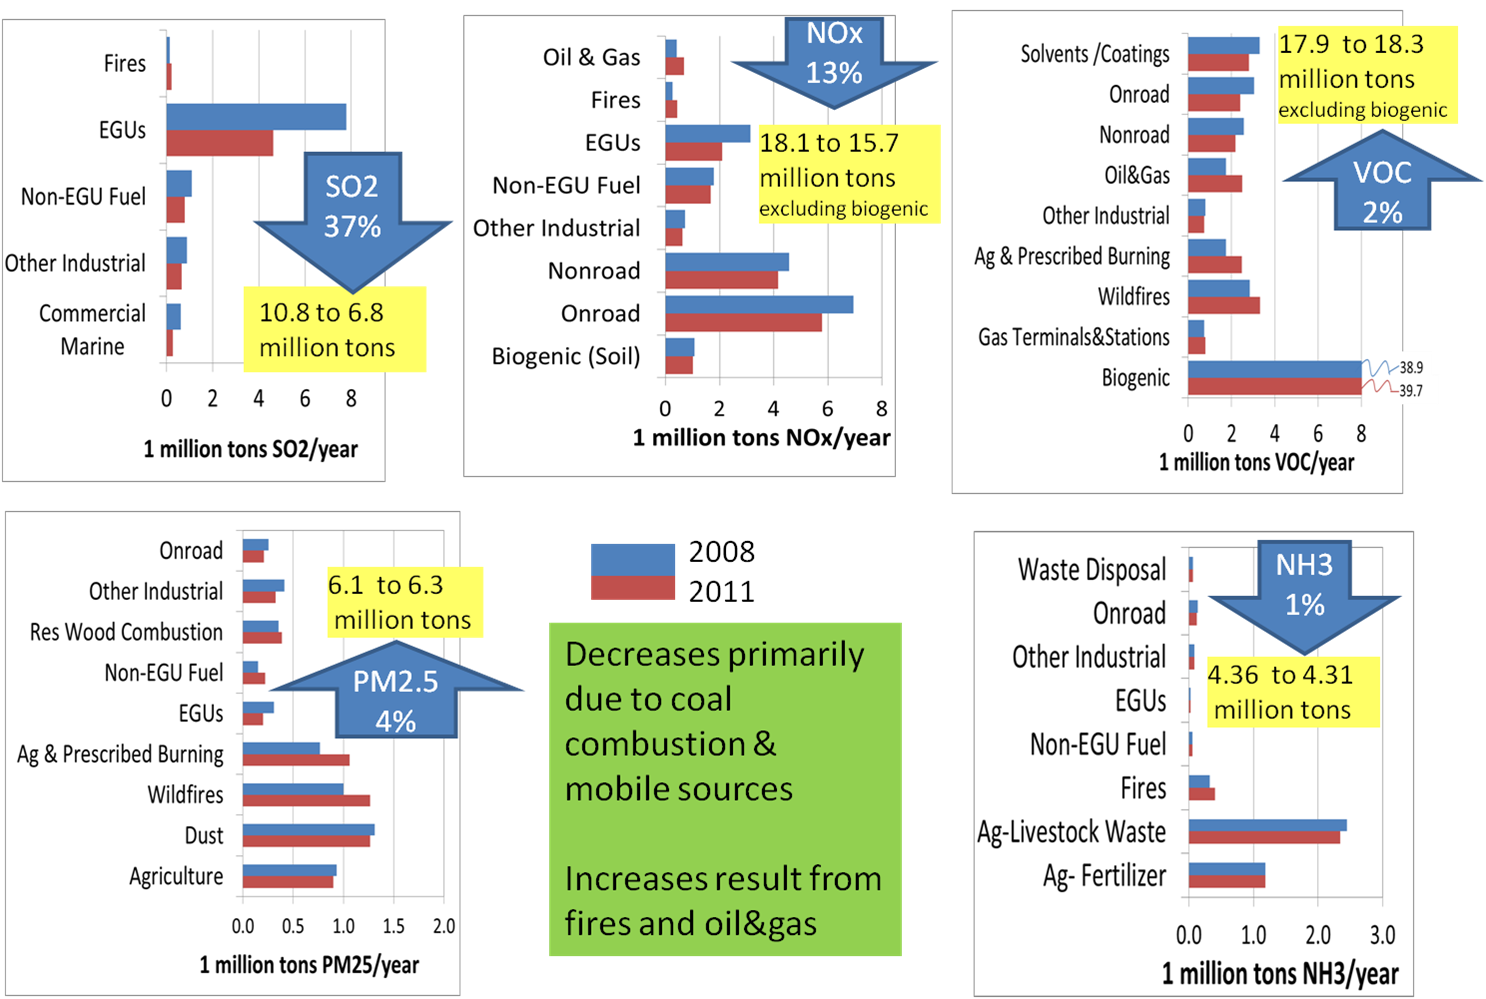 Fires
EGUs
Non-EGU Fuel
Other Industrial
Commercial
Marine
0 2 4 6 8
1 million tons SO2/year
SO2
37%
10.8 to 6.8
million tons
Oil & Gas
Fires
EGUs
Non-EGU Fuel
Other Industrial
Nonroad
Onroad
Biogenic (Soil)
0 2 4 6 8
1 million tons NOx/year
NOx
13%
18.1 to 15.7
million tons
excluding biogenic
Solvents /Coatings
Onroad
Nonroad
Oil&Gas
Other Industrial
Ag & Prescribed Burning
Wildfires
Gas Terminals&Stations
Biogenic
38.9
39.7
0 2 4 6 8
1 million tons VOC/year
17.9 to 18.3
million tons
excluding biogenic
VOC
2%
Onroad
Other Industrial
Res Wood Combustion
Non-EGU Fuel
EGUs
Ag & Prescribed Burning
Wildfires
Dust
Agriculture
0.0 0.5 1.0 1.5 2.0
1 million tons PM25/year
6.1 to 6.3
million tons
PM2.5
4%
2008
2011
Decreases primarily
due to coal
combustion &
mobile sources
Increases result from
fires and oil&gas
Waste Disposal
Onroad
Other Industrial
EGUs
Non-EGU Fuel
Fires
Ag-Livestock Waste
Ag- Fertilizer
0.0 1.0 2.0 3.0
1 million tons NH3/year
NH3
1%
4.36 to 4.31
million tons